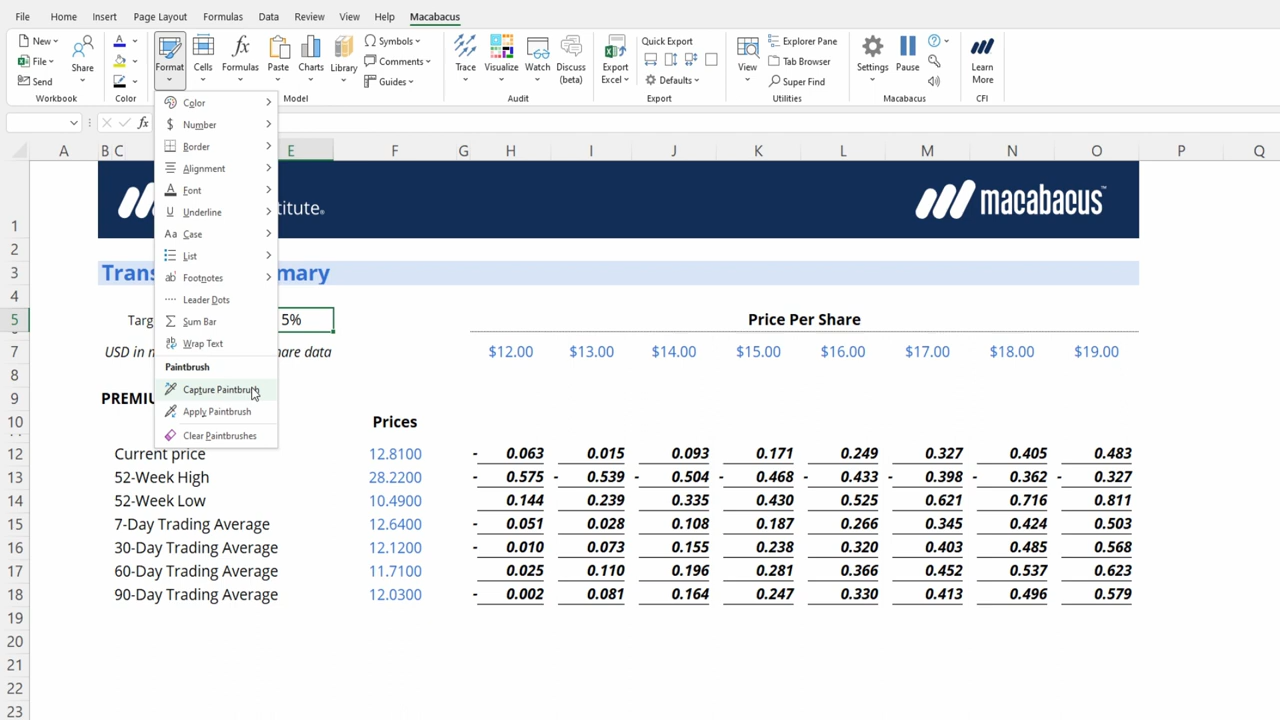 File Home Insert Page Layout Formulas Data Review View Help Macabacus
New File Send Share Workbook
Color
Format Cells Formulas Paste Charts Library Symbols Comments Guides Model
Trace Visualize Watch Discuss (beta) Audit
Export Excel Quick Export Defaults Export
View Explorer Pane Tab Browser Super Find Utilities
Settings Pause Macabacus
Learn More CFI
fx
Color
Number
Border
Alignment
Font
Underline
Case
List
Footnotes
Leader Dots
Sum Bar
Wrap Text
Paintbrush
Capture Paintbrush
Apply Paintbrush
Clear Paintbrushes
A B C E F G H I J K L M N O P Q
1 titute® macabacus™
2
3 Trans mary
4
5 Targ 5% Price Per Share
7 USD in m hare data $12.00 $13.00 $14.00 $15.00 $16.00 $17.00 $18.00 $19.00
8
9 PREMIU
10 Prices
12 Current price 12.8100 - 0.063 0.015 0.093 0.171 0.249 0.327 0.405 0.483
13 52-Week High 28.2200 - 0.575 - 0.539 - 0.504 - 0.468 - 0.433 - 0.398 - 0.362 - 0.327
14 52-Week Low 10.4900 0.144 0.239 0.335 0.430 0.525 0.621 0.716 0.811
15 7-Day Trading Average 12.6400 - 0.051 0.028 0.108 0.187 0.266 0.345 0.424 0.503
16 30-Day Trading Average 12.1200 - 0.010 0.073 0.155 0.238 0.320 0.403 0.485 0.568
17 60-Day Trading Average 11.7100 0.025 0.110 0.196 0.281 0.366 0.452 0.537 0.623
18 90-Day Trading Average 12.0300 - 0.002 0.081 0.164 0.247 0.330 0.413 0.496 0.579
19
20
21
22
23